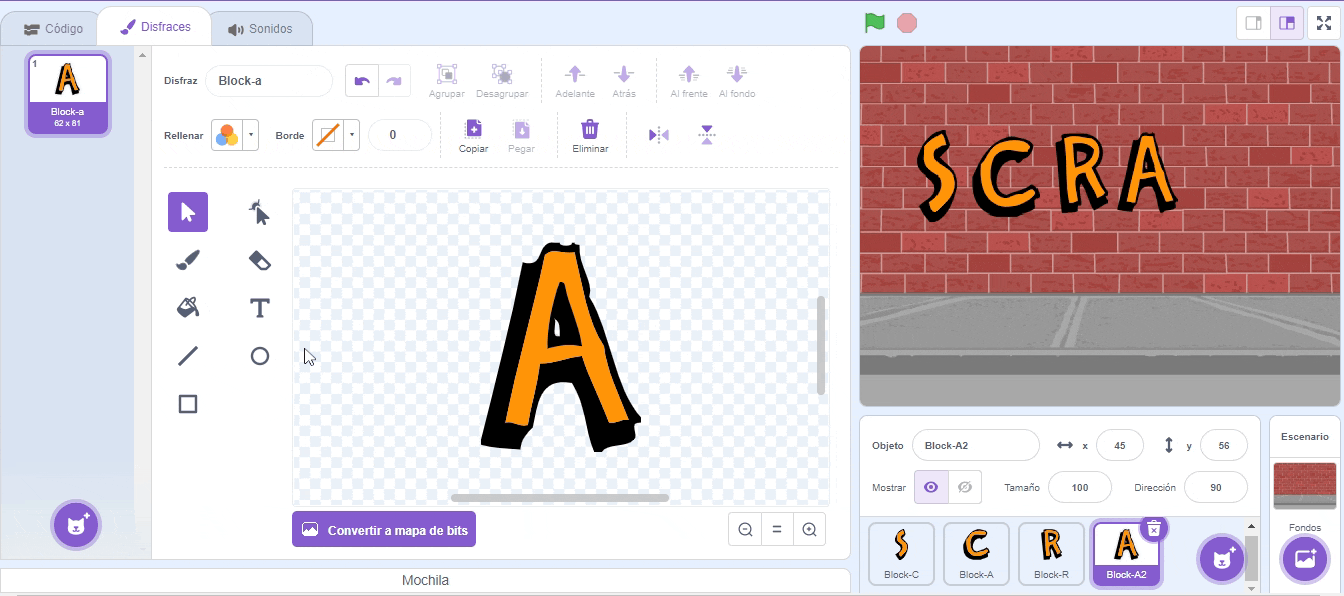 Código
Disfraces
Sonidos
1
A
Block-a
62 x 81
Disfraz
Block-a
Agrupar
Desagrupar
Adelante
Atrás
Al frente
Al fondo
Rellenar
Borde
0
Copiar
Pegar
Eliminar
T
A
Convertir a mapa de bits
Mochila
SCRA
Objeto
Block-A2
x
45
y
56
Mostrar
Tamaño
100
Dirección
90
S
C
R
A
Block-C
Block-A
Block-R
Block-A2
Escenario
Fondos